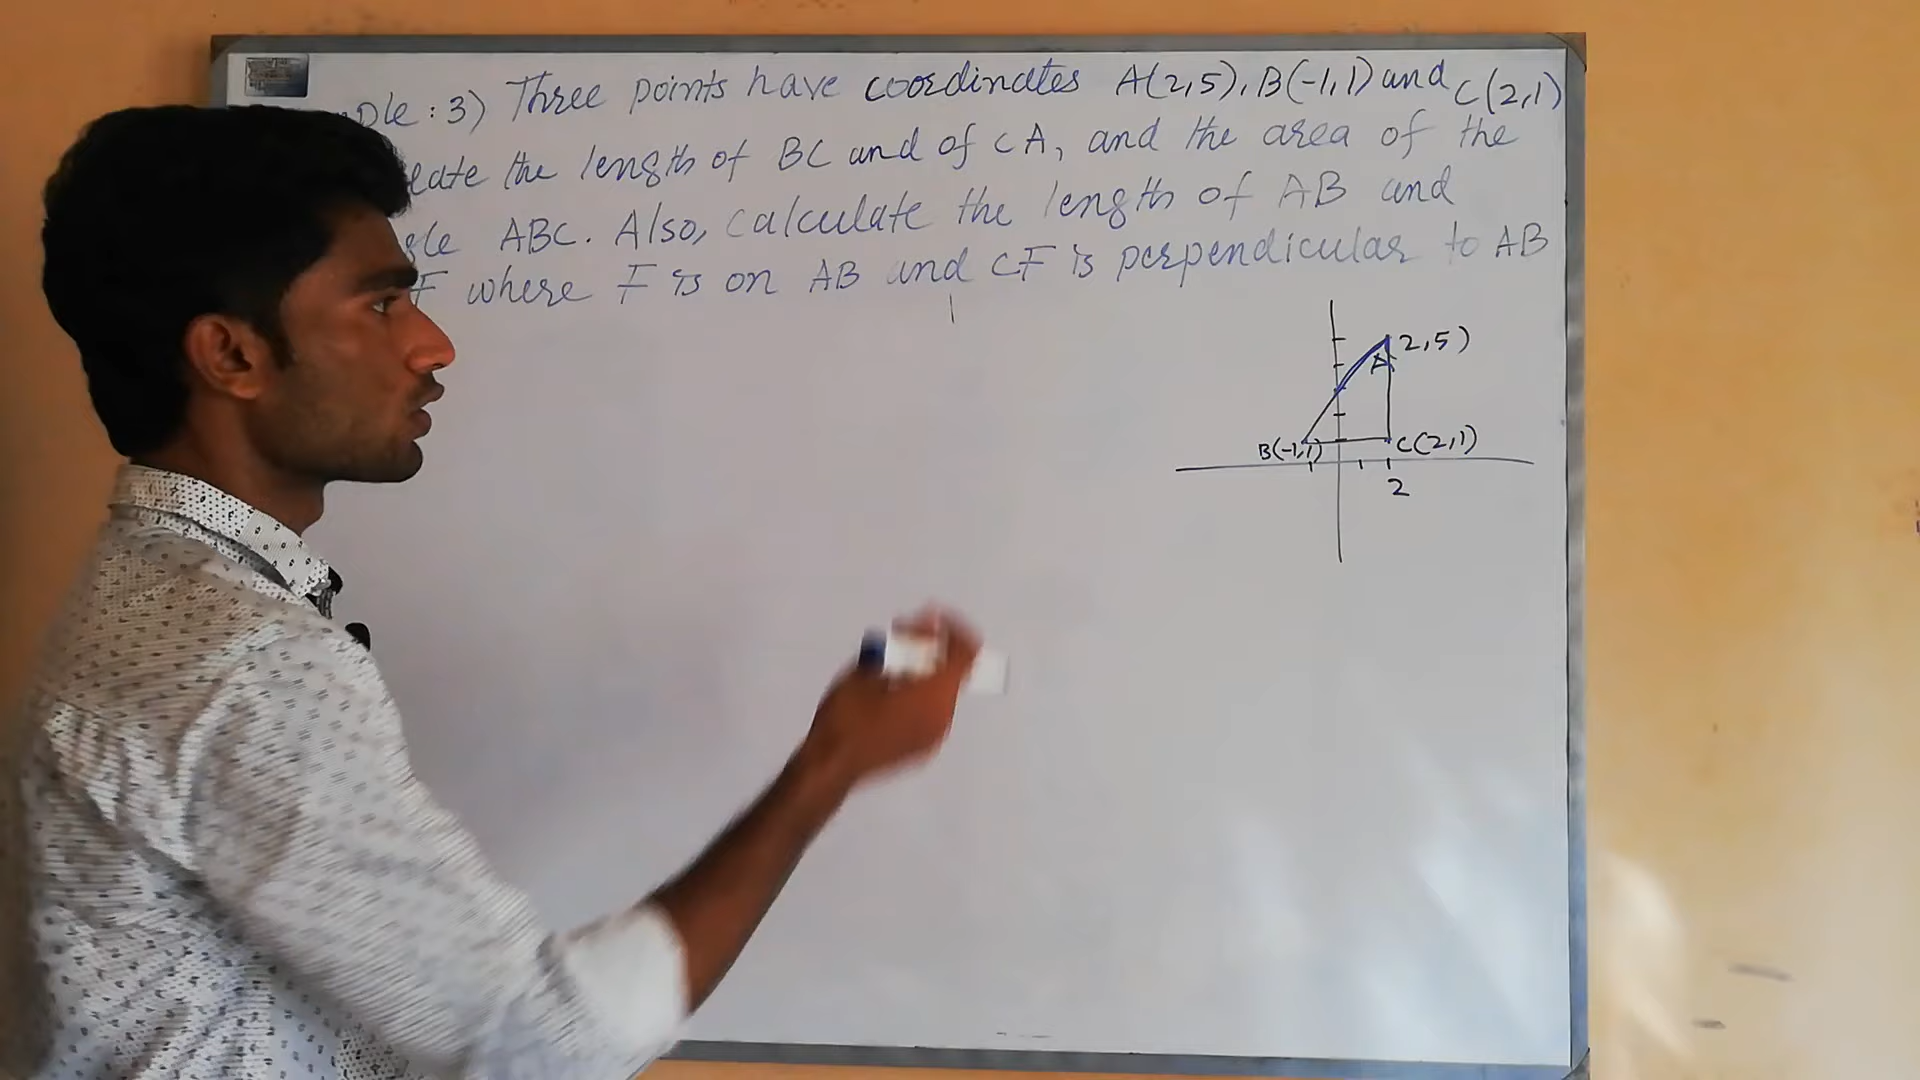 ple : 3) Three points have coordinates A(2,5), B(-1,1) and C(2,1)
the length of BC and of CA, and the area of the
gle ABC. Also, calculate the length of AB and
F where F is on AB and CF is perpendicular to AB
2,5)
A
B(-1,1) C(2,1)
2